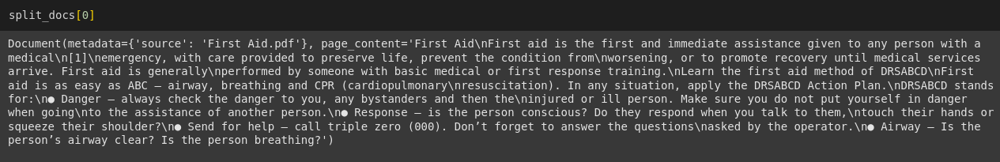 split_docs[0]
Document(metadata={'source': 'First Aid.pdf'}, page_content='First Aid\nFirst aid is the first and immediate assistance given to any person with a
medical\n[1]\nemergency, with care provided to preserve life, prevent the condition from\nworsening, or to promote recovery until medical services
arrive. First aid is generally\nperformed by someone with basic medical or first response training.\nLearn the first aid method of DRSABCD\nFirst
aid is as easy as ABC – airway, breathing and CPR (cardiopulmonary\nresuscitation). In any situation, apply the DRSABCD Action Plan.\nDRSABCD stands
for:\n● Danger – always check the danger to you, any bystanders and then the\ninjured or ill person. Make sure you do not put yourself in danger
when going\nto the assistance of another person.\n● Response – is the person conscious? Do they respond when you talk to them,\ntouch their hands or
squeeze their shoulder?\n● Send for help – call triple zero (000). Don’t forget to answer the questions\nasked by the operator.\n● Airway – Is the
person’s airway clear? Is the person breathing?')